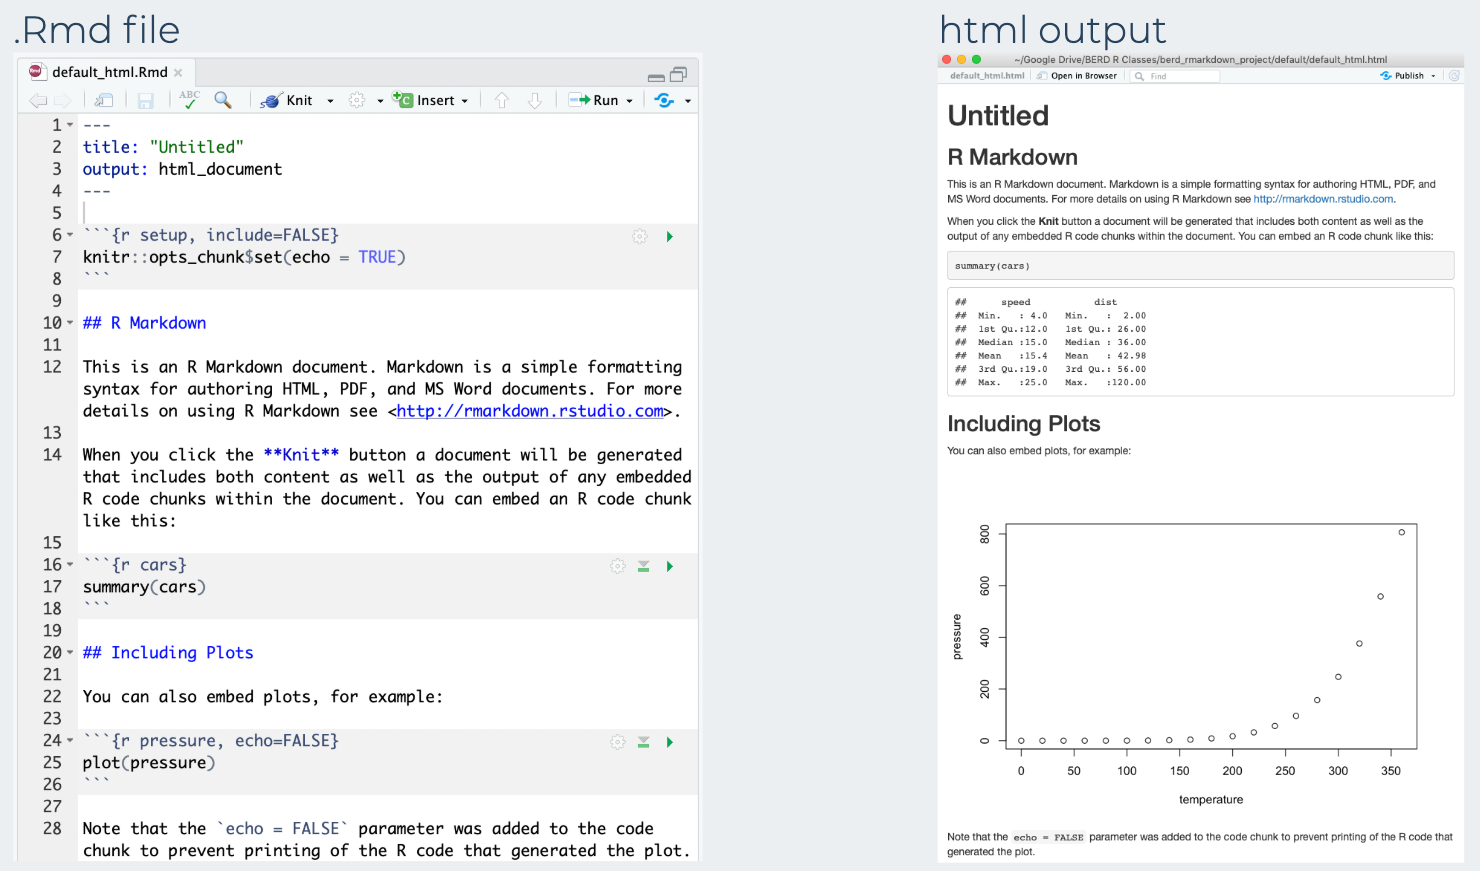 .Rmd file
default_html.Rmd
ABC
Knit
Insert
Run
1 ---
2 title: "Untitled"
3 output: html_document
4 ---
5
6 ```{r setup, include=FALSE}
7 knitr::opts_chunk$set(echo = TRUE)
8 ```
9
10 ## R Markdown
11
12 This is an R Markdown document. Markdown is a simple formatting
syntax for authoring HTML, PDF, and MS Word documents. For more
details on using R Markdown see <http://rmarkdown.rstudio.com>.
13
14 When you click the **Knit** button a document will be generated
that includes both content as well as the output of any embedded
R code chunks within the document. You can embed an R code chunk
like this:
15
16 ```{r cars}
17 summary(cars)
18 ```
19
20 ## Including Plots
21
22 You can also embed plots, for example:
23
24 ```{r pressure, echo=FALSE}
25 plot(pressure)
26 ```
27
28 Note that the `echo = FALSE` parameter was added to the code
chunk to prevent printing of the R code that generated the plot.
html output
~/Google Drive/BERD R Classes/berd_rmarkdown_project/default/default_html.html
default_html.html
Open in Browser
Find
Publish
Untitled
R Markdown
This is an R Markdown document. Markdown is a simple formatting syntax for authoring HTML, PDF, and
MS Word documents. For more details on using R Markdown see http://rmarkdown.rstudio.com.
When you click the Knit button a document will be generated that includes both content as well as the
output of any embedded R code chunks within the document. You can embed an R code chunk like this:
summary(cars)
##      speed           dist
##  Min.   : 4.0   Min.   :  2.00
##  1st Qu.:12.0   1st Qu.: 26.00
##  Median :15.0   Median : 36.00
##  Mean   :15.4   Mean   : 42.98
##  3rd Qu.:19.0   3rd Qu.: 56.00
##  Max.   :25.0   Max.   :120.00
Including Plots
You can also embed plots, for example:
800
600
400
200
0
pressure
0 50 100 150 200 250 300 350
temperature
Note that the echo = FALSE parameter was added to the code chunk to prevent printing of the R code that
generated the plot.